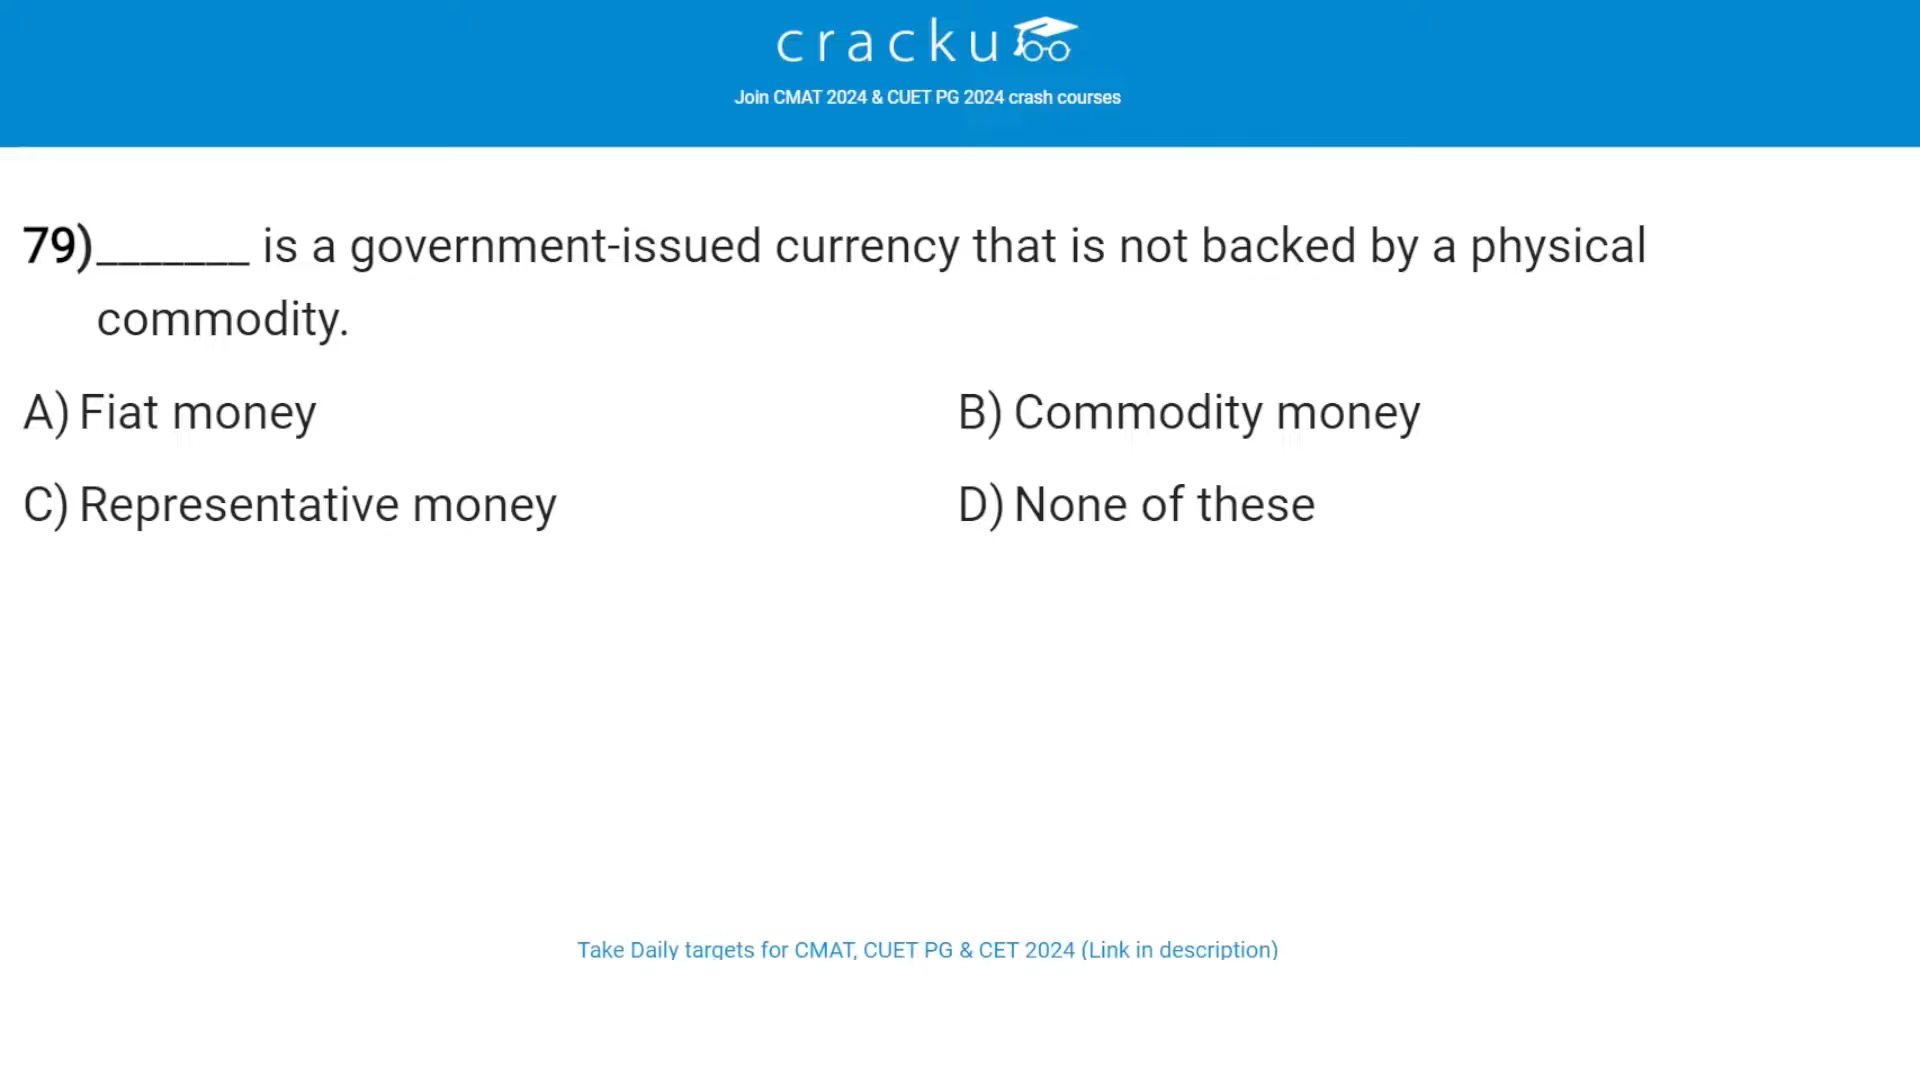 cracku
Join CMAT 2024 & CUET PG 2024 crash courses
79)_______ is a government-issued currency that is not backed by a physical
commodity.
A) Fiat money B) Commodity money
C) Representative money D) None of these
Take Daily targets for CMAT, CUET PG & CET 2024 (Link in description)